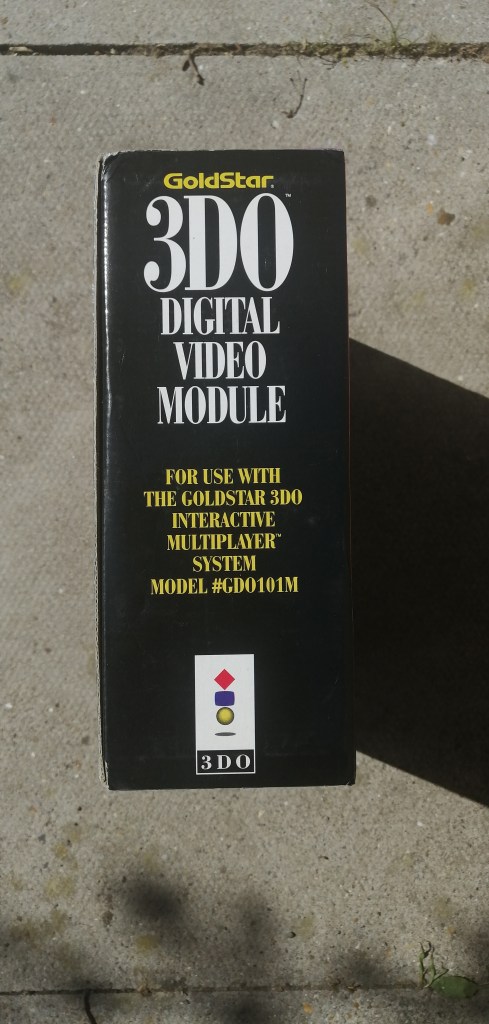 GoldStar®
3DO™
DIGITAL
VIDEO
MODULE
FOR USE WITH
THE GOLDSTAR 3DO
INTERACTIVE
MULTIPLAYER™
SYSTEM
MODEL #GDO101M
3DO